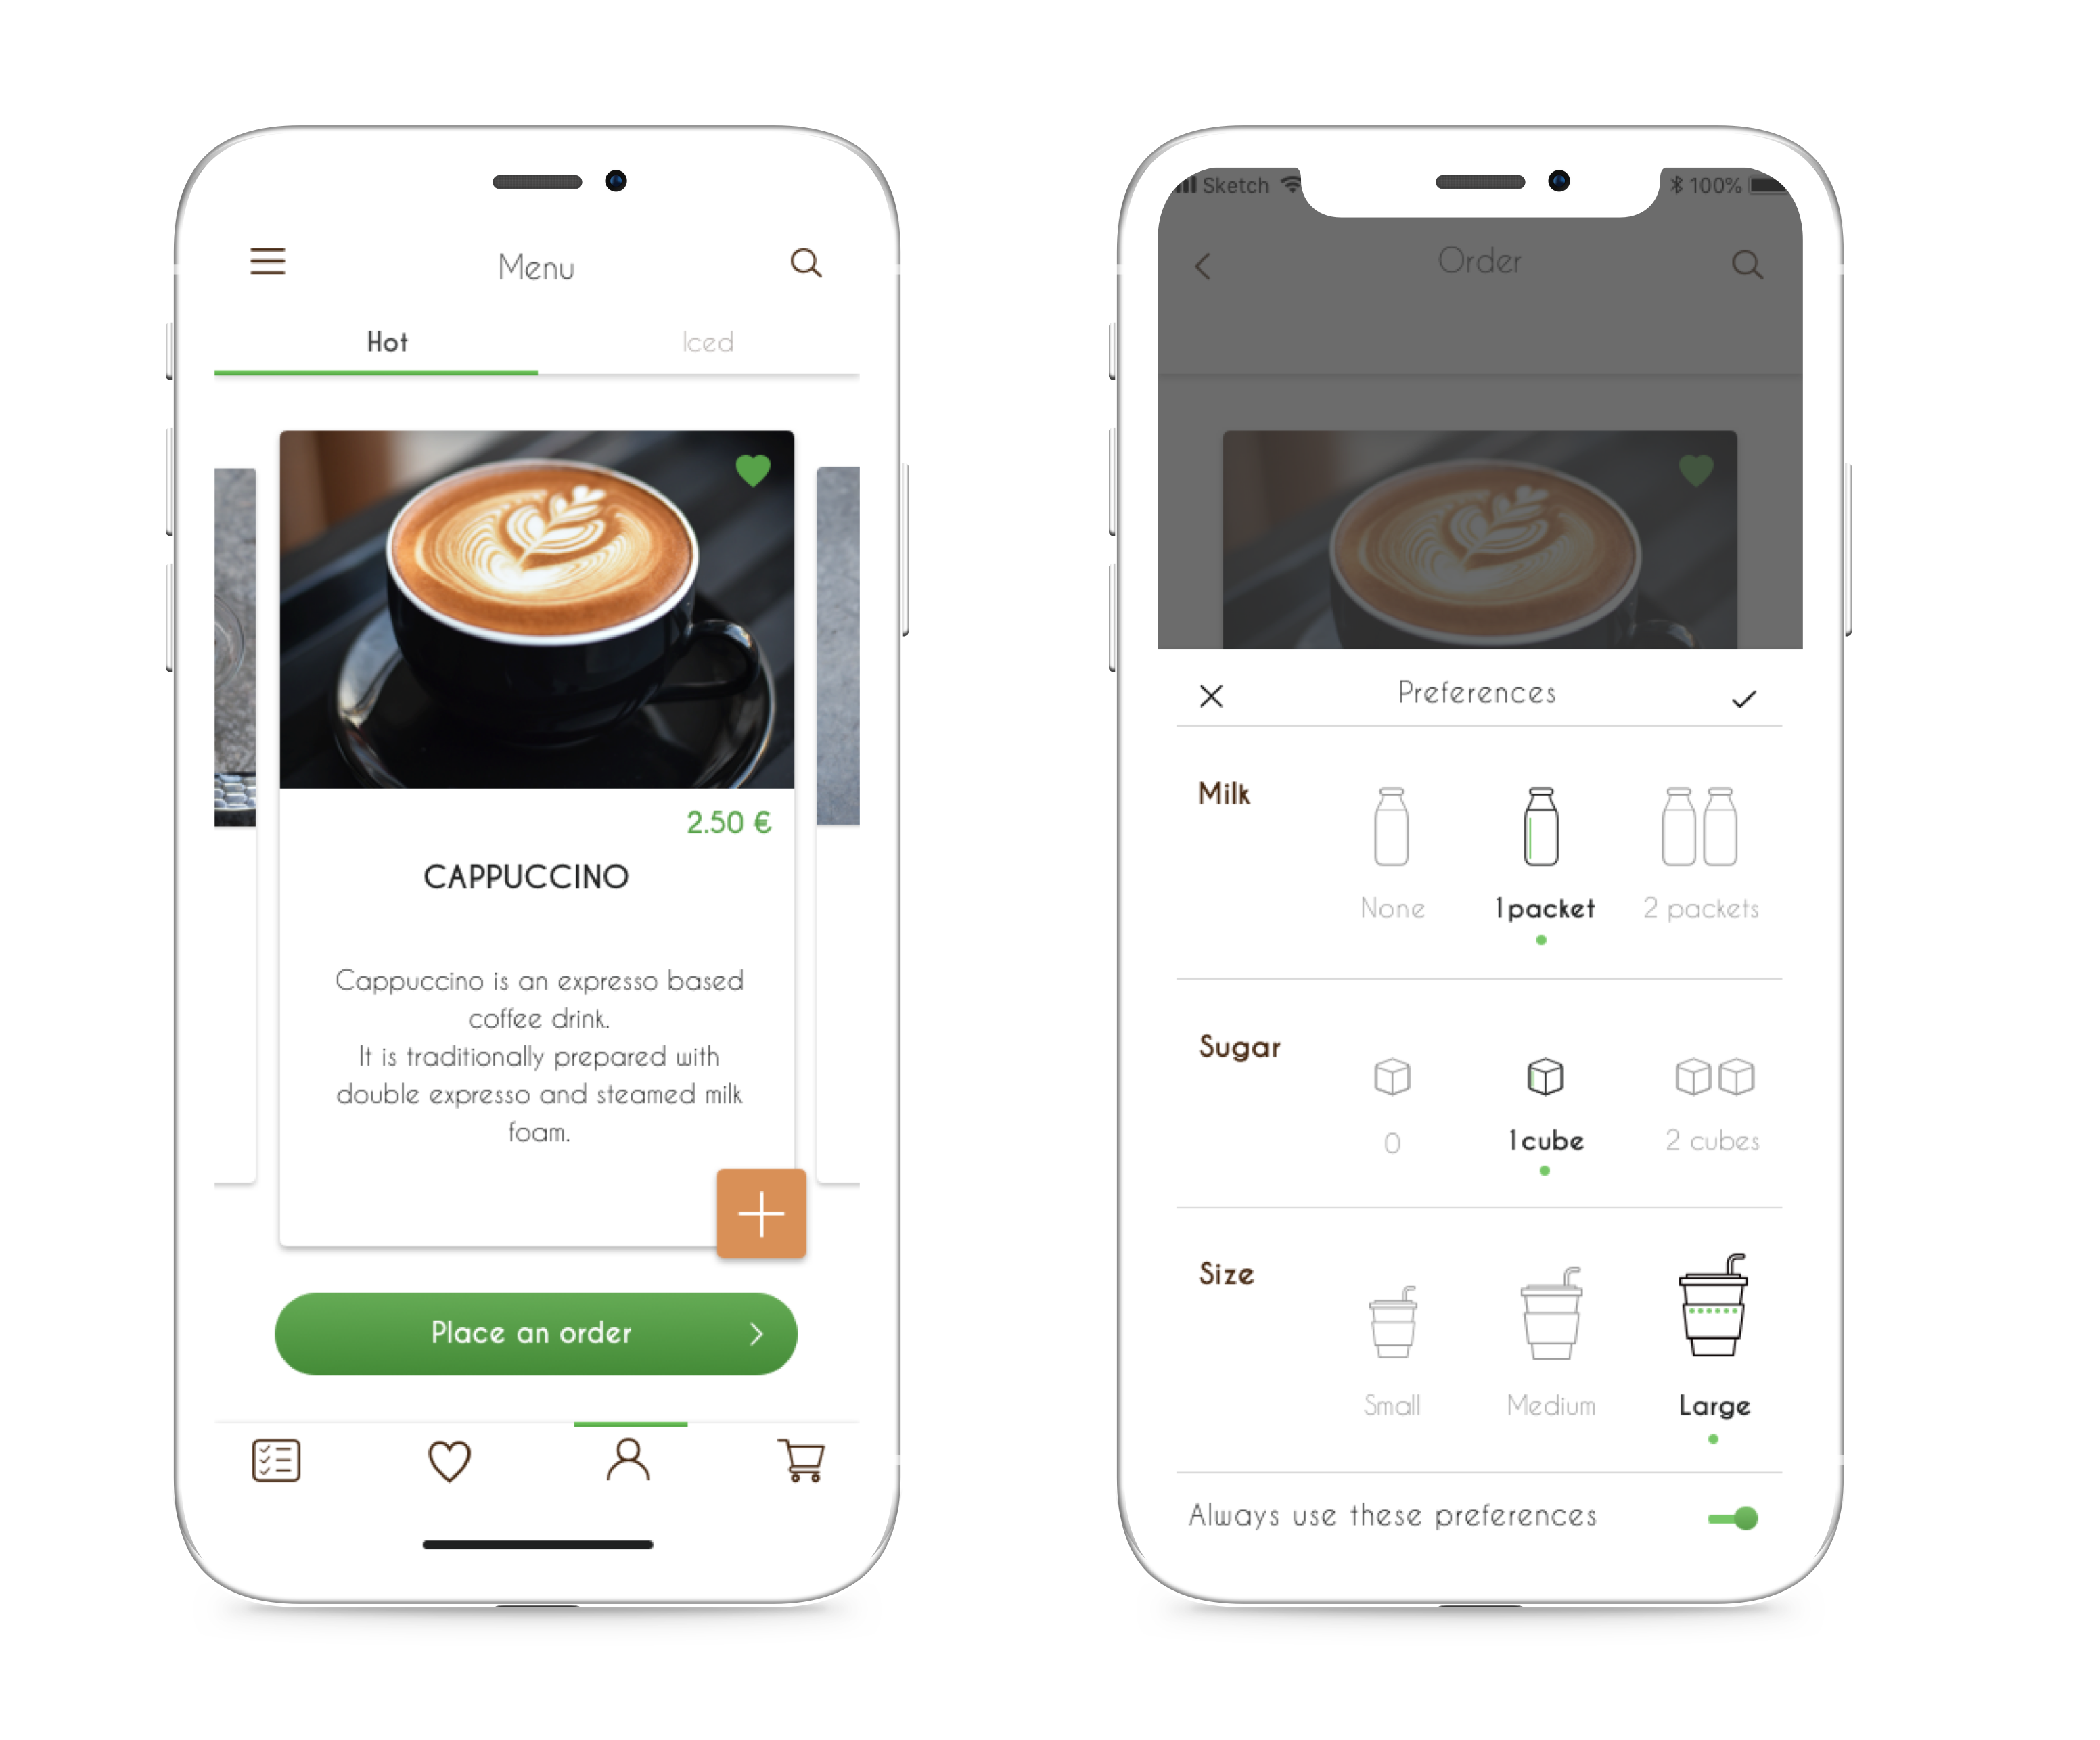 Menu
Hot
Iced
2.50 €
CAPPUCCINO
Cappuccino is an expresso based
coffee drink.
It is traditionally prepared with
double expresso and steamed milk
foam.
Place an order
Sketch
100%
Order
Preferences
Milk
None
1 packet
2 packets
Sugar
0
1 cube
2 cubes
Size
Small
Medium
Large
Always use these preferences